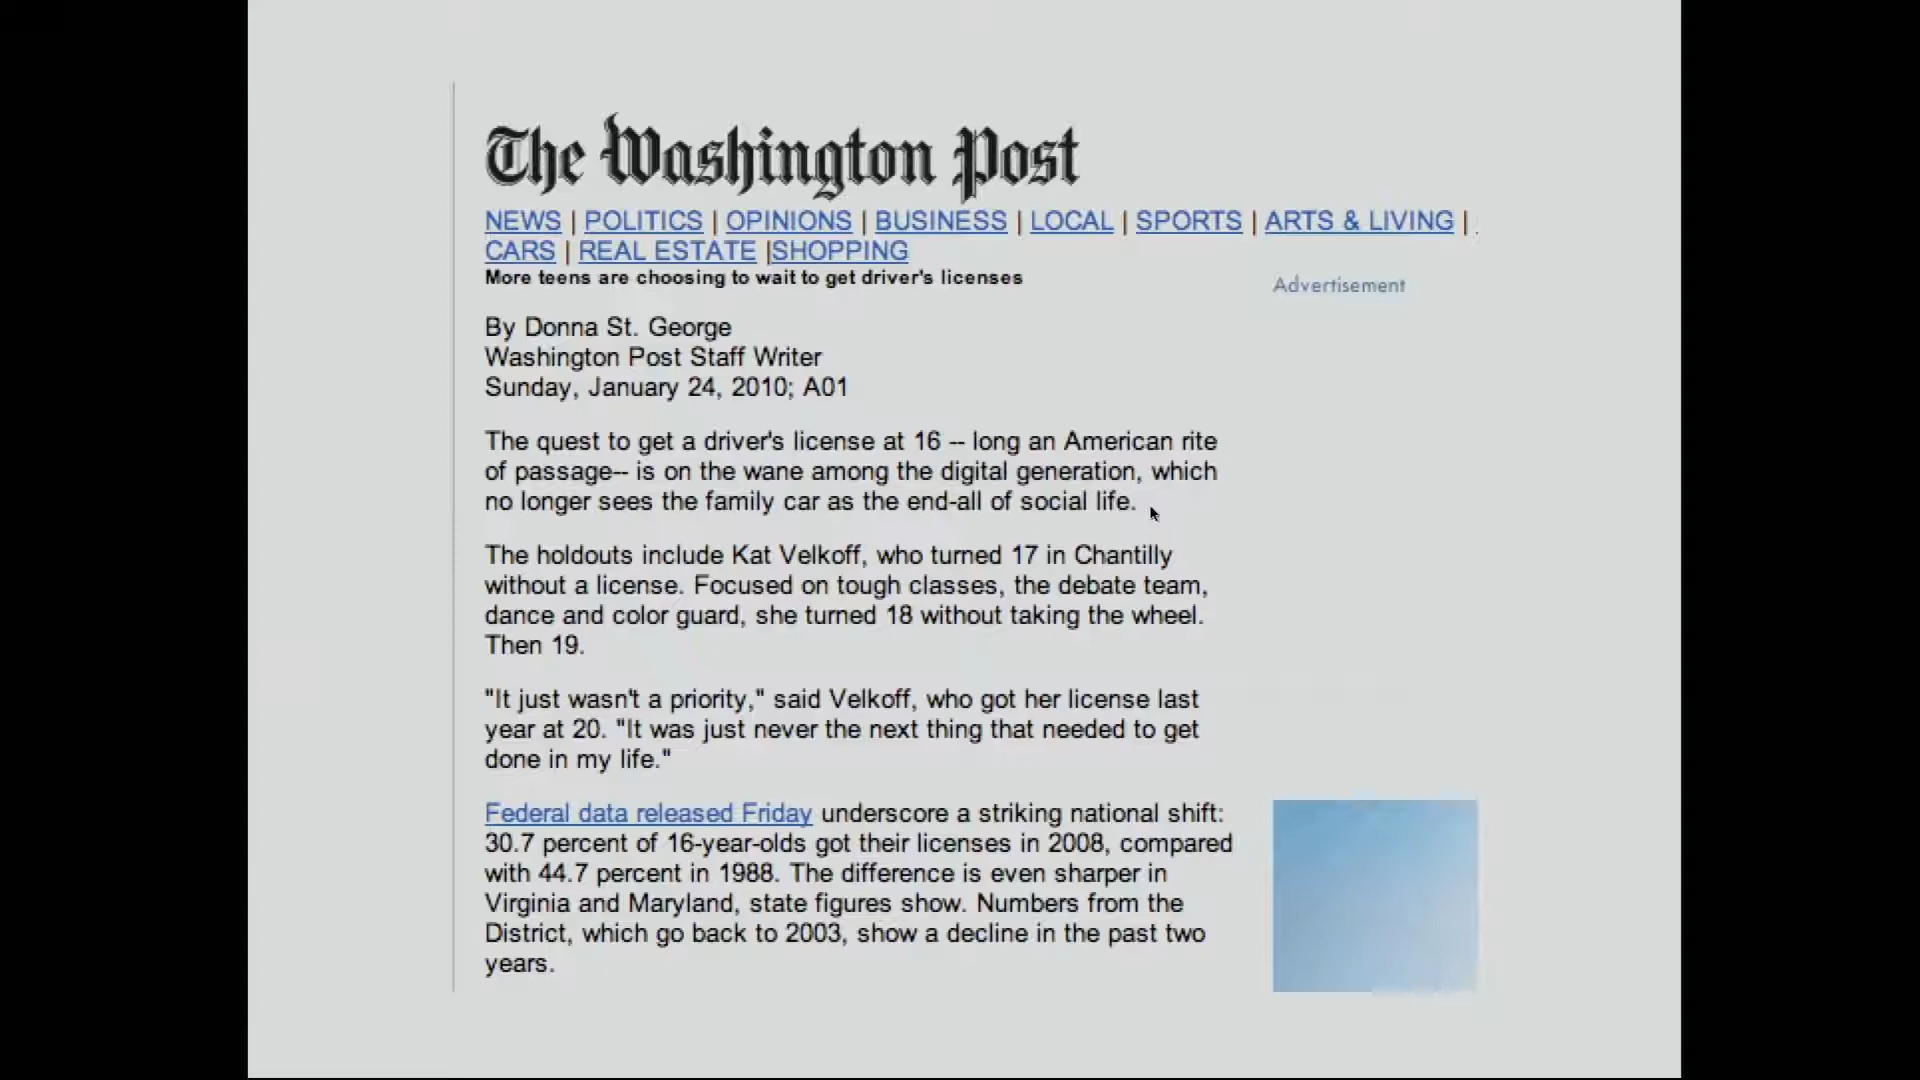 The Washington Post
NEWS | POLITICS | OPINIONS | BUSINESS | LOCAL | SPORTS | ARTS & LIVING |
CARS | REAL ESTATE |SHOPPING
More teens are choosing to wait to get driver's licenses
Advertisement
By Donna St. George
Washington Post Staff Writer
Sunday, January 24, 2010; A01
The quest to get a driver's license at 16 -- long an American rite
of passage-- is on the wane among the digital generation, which
no longer sees the family car as the end-all of social life.
The holdouts include Kat Velkoff, who turned 17 in Chantilly
without a license. Focused on tough classes, the debate team,
dance and color guard, she turned 18 without taking the wheel.
Then 19.
"It just wasn't a priority," said Velkoff, who got her license last
year at 20. "It was just never the next thing that needed to get
done in my life."
Federal data released Friday underscore a striking national shift:
30.7 percent of 16-year-olds got their licenses in 2008, compared
with 44.7 percent in 1988. The difference is even sharper in
Virginia and Maryland, state figures show. Numbers from the
District, which go back to 2003, show a decline in the past two
years.